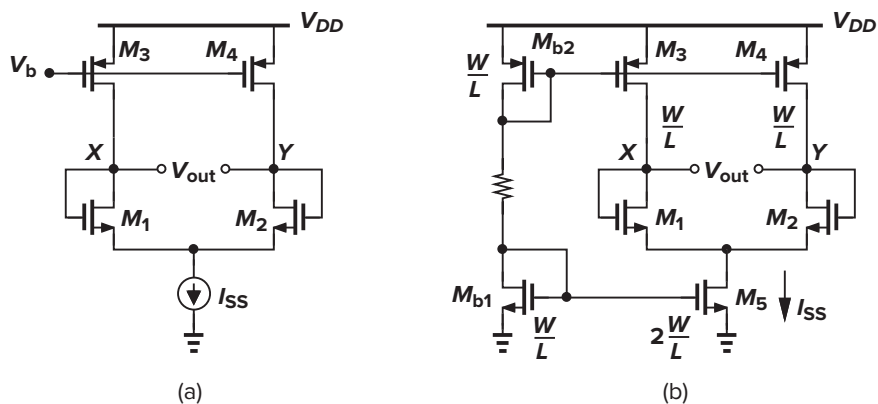 V_DD
M_3
M_4
V_b
X
V_out
Y
M_1
M_2
I_SS
(a)
V_DD
M_b2
M_3
M_4
W/L
W/L
W/L
X
V_out
Y
M_1
M_2
M_b1
M_5
I_SS
W/L
2 W/L
(b)